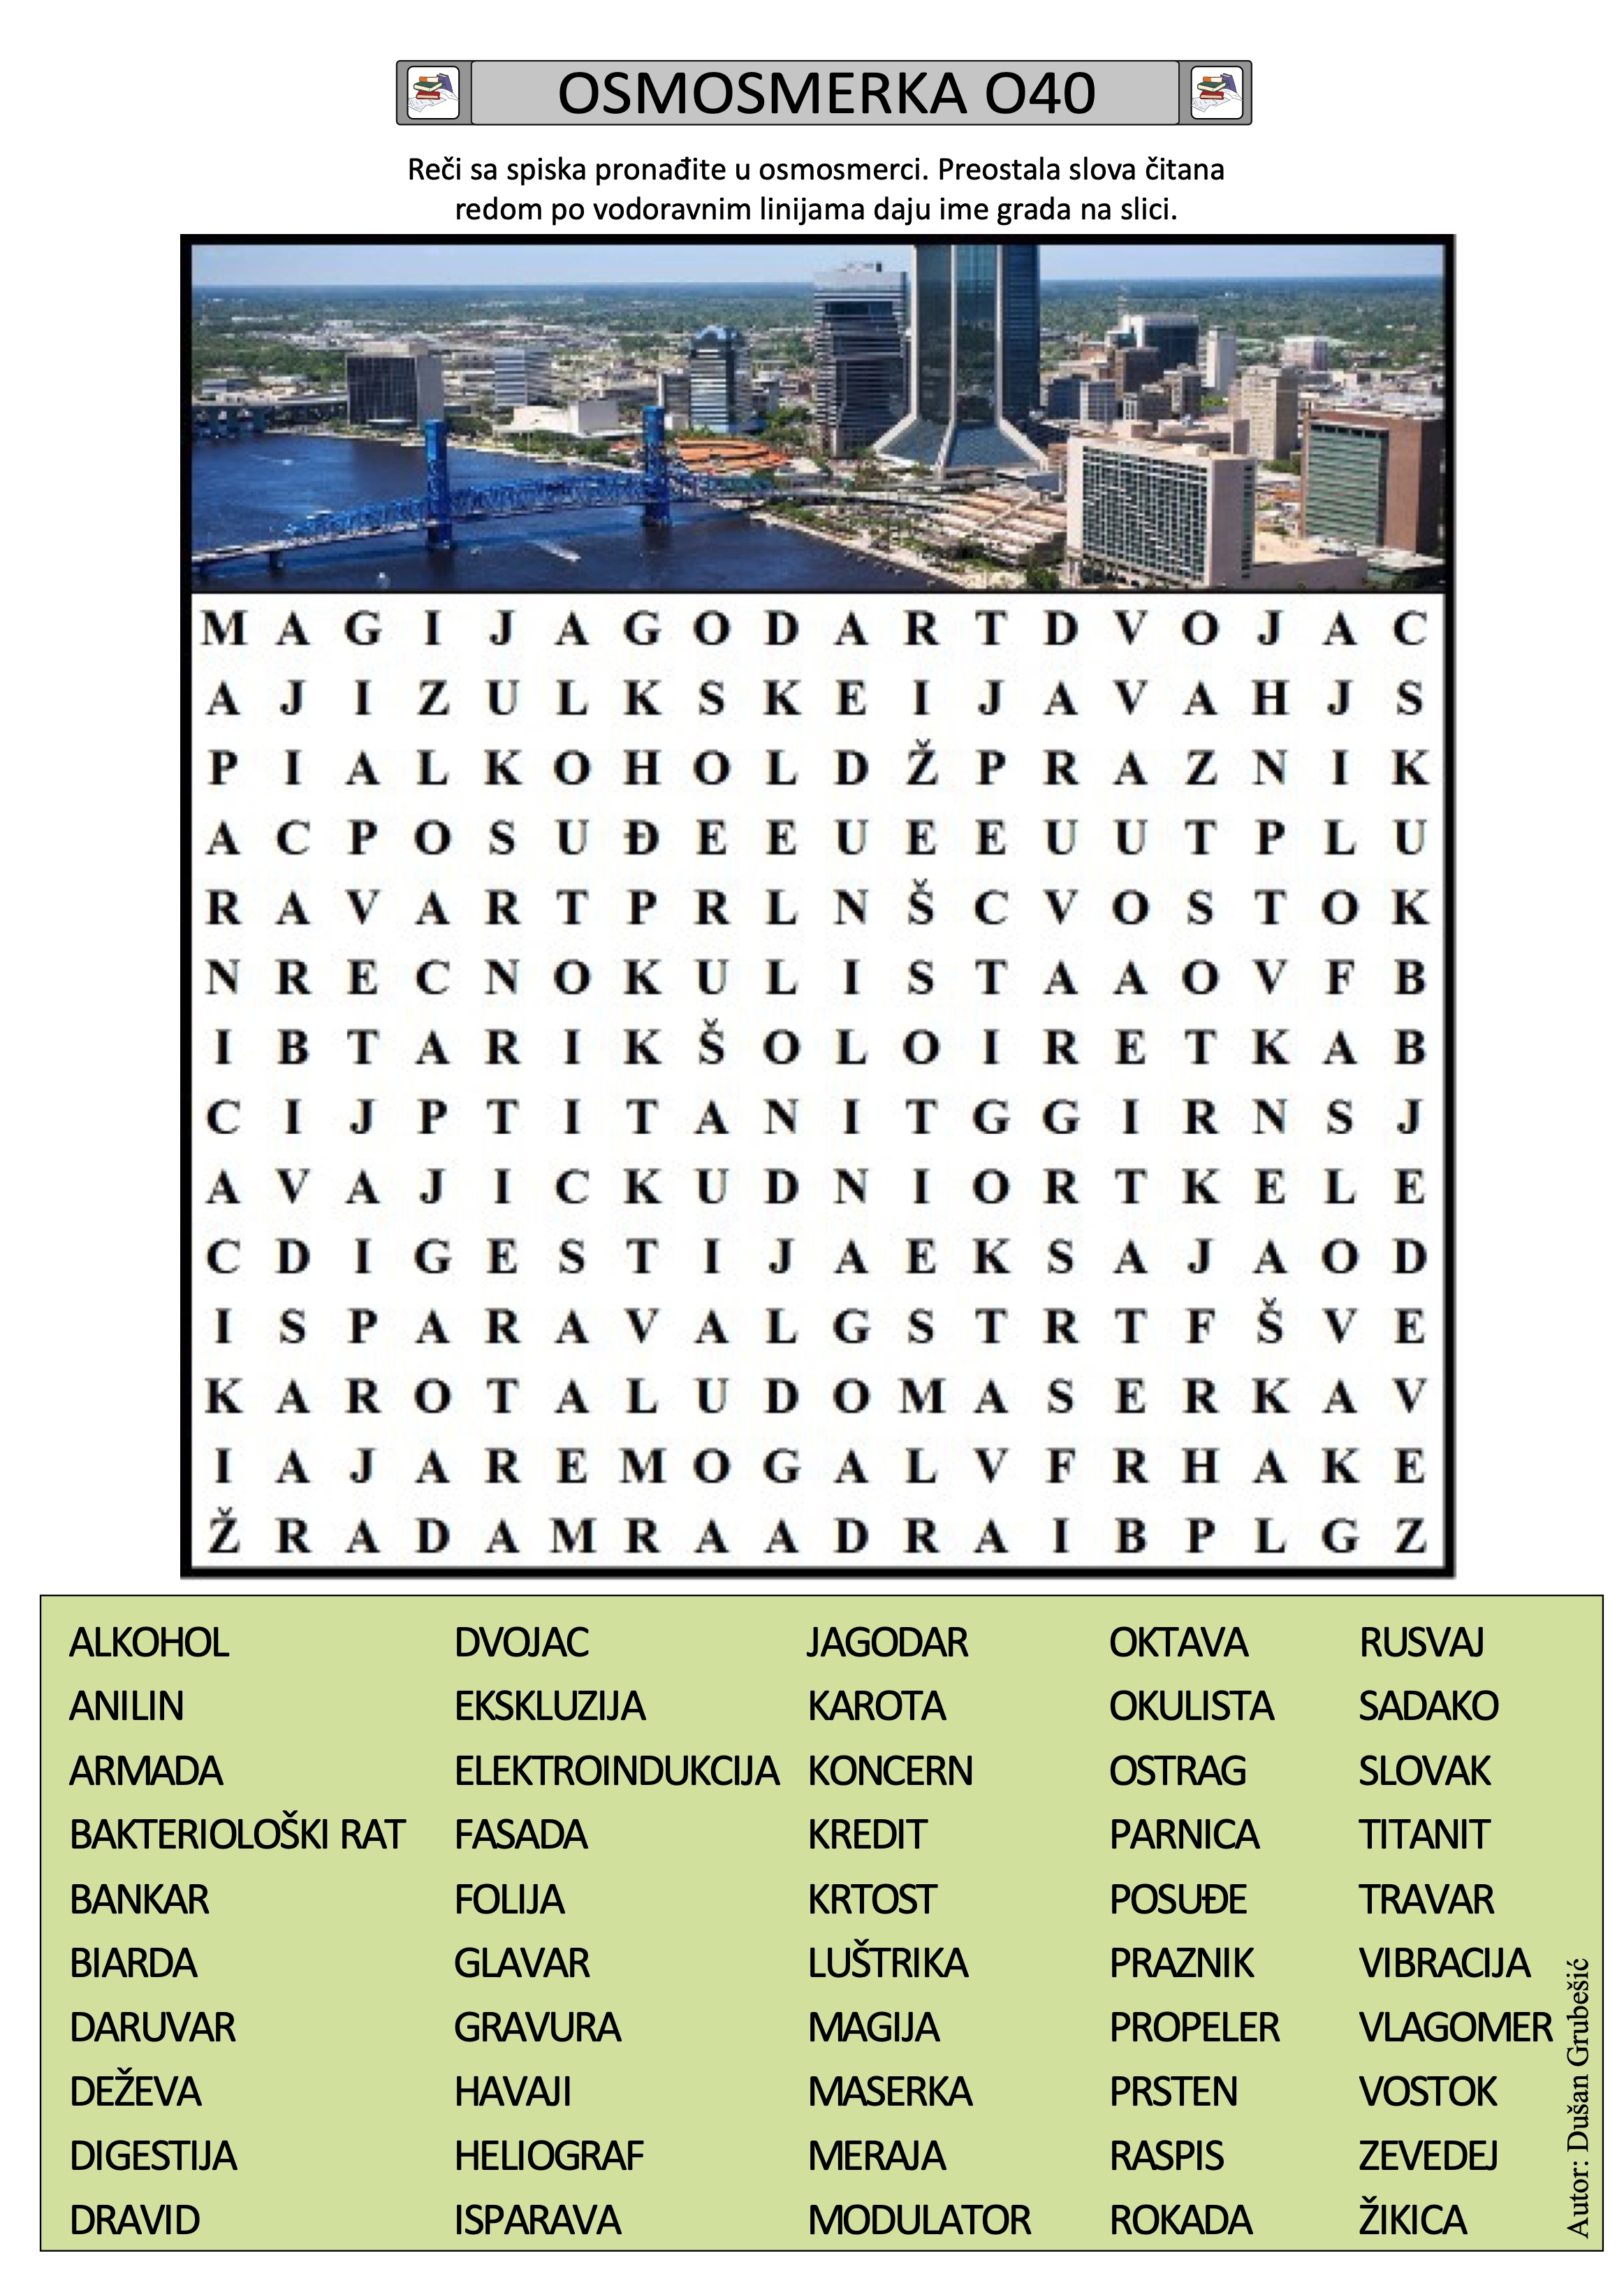 OSMOSMERKA O40
Reči sa spiska pronađite u osmosmerci. Preostala slova čitana
redom po vodoravnim linijama daju ime grada na slici.
M A G I J A G O D A R T D V O J A C
A J I Z U L K S K E I J A V A H J S
P I A L K O H O L D Ž P R A Z N I K
A C P O S U Đ E E U E E U U T P L U
R A V A R T P R L N Š C V O S T O K
N R E C N O K U L I S T A A O V F B
I B T A R I K Š O L O I R E T K A B
C I J P T I T A N I T G G I R N S J
A V A J I C K U D N I O R T K E L E
C D I G E S T I J A E K S A J A O D
I S P A R A V A L G S T R T F Š V E
K A R O T A L U D O M A S E R K A V
I A J A R E M O G A L V F R H A K E
Ž R A D A M R A A D R A I B P L G Z
ALKOHOL DVOJAC JAGODAR OKTAVA RUSVAJ
ANILIN EKSKLUZIJA KAROTA OKULISTA SADAKO
ARMADA ELEKTROINDUKCIJA KONCERN OSTRAG SLOVAK
BAKTERIOLOŠKI RAT FASADA KREDIT PARNICA TITANIT
BANKAR FOLIJA KRTOST POSUĐE TRAVAR
BIARDA GLAVAR LUŠTRIKA PRAZNIK VIBRACIJA
DARUVAR GRAVURA MAGIJA PROPELER VLAGOMER
DEŽEVA HAVAJI MASERKA PRSTEN VOSTOK
DIGESTIJA HELIOGRAF MERAJA RASPIS ZEVEDEJ
DRAVID ISPARAVA MODULATOR ROKADA ŽIKICA
Autor: Dušan Grubešić